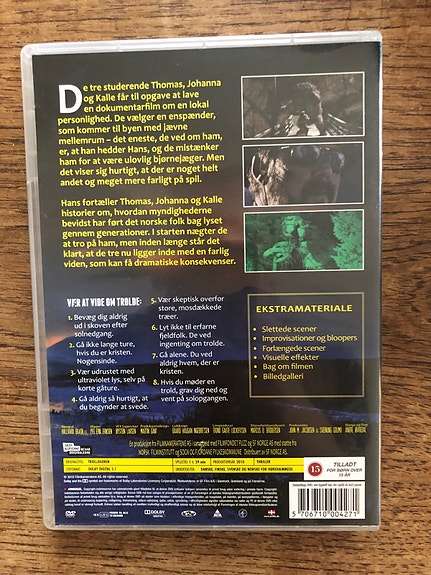 De tre studerende Thomas, Johanna
og Kalle får til opgave at lave
en dokumentarfilm om en lokal
personlighed. De vælger en enspænder,
som kommer til byen med jævne
mellemrum – det eneste, de ved om ham,
er, at han hedder Hans, og de mistænker
ham for at være ulovlig bjørnejæger. Men
det viser sig hurtigt, at der er noget helt
andet og meget mere farligt på spil.
Hans fortæller Thomas, Johanna og Kalle
historier om, hvordan myndighederne
bevidst har ført det norske folk bag lyset
gennem generationer. I starten nægter de
at tro på ham, men inden længe står det
klart, at de tre nu ligger inde med en farlig
viden, som kan få dramatiske konsekvenser.
VÆR AT VIDE OM TROLDE:
1. Bevæg dig aldrig
ud i skoven efter
solnedgang.
2. Gå ikke lange ture,
hvis du er kristen.
Nogensinde.
3. Vær udrustet med
ultraviolet lys, selv på
korte gåture.
4. Gå aldrig så hurtigt, at
du begynder at svede.
5. Vær skeptisk overfor
store, mosdækkede
træer.
6. Lyt ikke til erfarne
fjeldfolk. De ved
ingenting om trolde.
7. Gå alene. Du ved
aldrig hvem, der er
kristen.
8. Hvis du møder en
trold, grav dig ned og
vent på solopgangen.
EKSTRAMATERIALE
• Slettede scener
• Improvisationer og bloopers
• Forlængede scener
• Visuelle effekter
• Bag om filmen
• Billedgalleri
15
TILLADT
FOR BØRN OVER
15 ÅR
DVD
DOLBY
DIGITAL
5 706710 004271